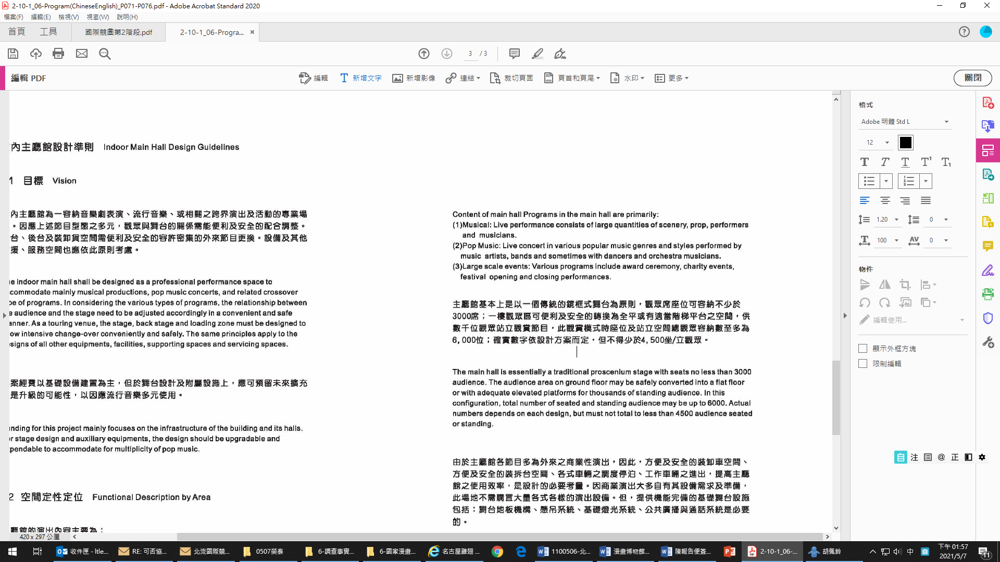 2-10-1_06-Program(ChineseEnglish)_P071-P076.pdf - Adobe Acrobat Standard 2020
檔案(F) 編輯(E) 檢視(V) 視窗(W) 說明(H)
首頁 工具 國際競圖第2階段.pdf 2-10-1_06-Progra... ×
3 / 3
編輯 PDF 編輯 新增文字 新增影像 連結 裁切頁面 頁首和頁尾 水印 更多 關閉
內主廳館設計準則 Indoor Main Hall Design Guidelines
1 目標 Vision
內主廳館為一容納音樂劇表演、流行音樂、或相關之跨界演出及活動的專業場
。因應上述節目型態之多元，觀眾與舞台的關係需能便利及安全的配合調整。
台、後台及裝卸貨空間需便利及安全的容許密集的外來節目更換。設備及其他
援、服務空間也應依此原則考慮。
e indoor main hall shall be designed as a professional performance space to
commodate mainly musical productions, pop music concerts, and related crossover
pe of programs. In considering the various types of programs, the relationship between
e audience and the stage need to be adjusted accordingly in a convenient and safe
anner. As a touring venue, the stage, back stage and loading zone must be designed to
ow intensive change-over conveniently and safely. The same principles apply to the
signs of all other equipments, facilities, supporting spaces and servicing spaces.
案經費以基礎設備建置為主，但於舞台設計及附屬設施上，應可預留未來擴充
是升級的可能性，以因應流行音樂多元使用。
nding for this project mainly focuses on the infrastructure of the building and its halls.
r stage design and auxiliary equipments, the design should be upgradable and
pendable to accommodate for multiplicity of pop music.
2 空間定性定位 Functional Description by Area
廳館的演出內容主要為：
420 x 297 公厘
Content of main hall Programs in the main hall are primarily:
(1)Musical: Live performance consists of large quantities of scenery, prop, performers
and musicians.
(2)Pop Music: Live concert in various popular music genres and styles performed by
music artists, bands and sometimes with dancers and orchestra musicians.
(3)Large scale events: Various programs include award ceremony, charity events,
festival opening and closing performances.
主廳館基本上是以一個傳統的鏡框式舞台為原則，觀眾席座位可容納不少於
3000席；一樓觀眾區可便利及安全的轉換為全平或有適當階梯平台之空間，供
數千位觀眾站立觀賞節目，此觀賞模式時座位及站立空間總觀眾容納數至多為
6,000位；確實數字依設計方案而定，但不得少於4,500坐/立觀眾。
The main hall is essentially a traditional proscenium stage with seats no less than 3000
audience. The audience area on ground floor may be safely converted into a flat floor
or with adequate elevated platforms for thousands of standing audience. In this
configuration, total number of seated and standing audience may be up to 6000. Actual
numbers depends on each design, but must not total to less than 4500 audience seated
or standing.
由於主廳館各節目多為外來之商業性演出，因此，方便及安全的裝卸車空間、
方便及安全的裝拆台空間、各式車輛之調度停泊、工作車輛之進出，提高主廳
館之使用效率，是設計的必要考量。因商業演出大多自有其設備需求及準備，
此場地不需購置大量各式各樣的演出設備。但，提供機能完備的基礎舞台設施
包括：舞台地板機構、懸吊系統、基礎燈光系統、公共廣播與通話系統是必要
的。
格式
Adobe 明體 Std L
12
1.20 0
100 0
物件
編輯使用...
顯示外框方塊
限制編輯
自 注 @ 正
收件匣 - ltle... RE: 可否協... 北流國際競... 0507榮泰 6-調查事實... 6-國家漫畫... 名古屋雞翅 ... 1100506-北... 漫畫博物館... 陳報告便簽... 2-10-1_06-... 胡佩鈴 中 自 下午 01:57
2021/5/7 11